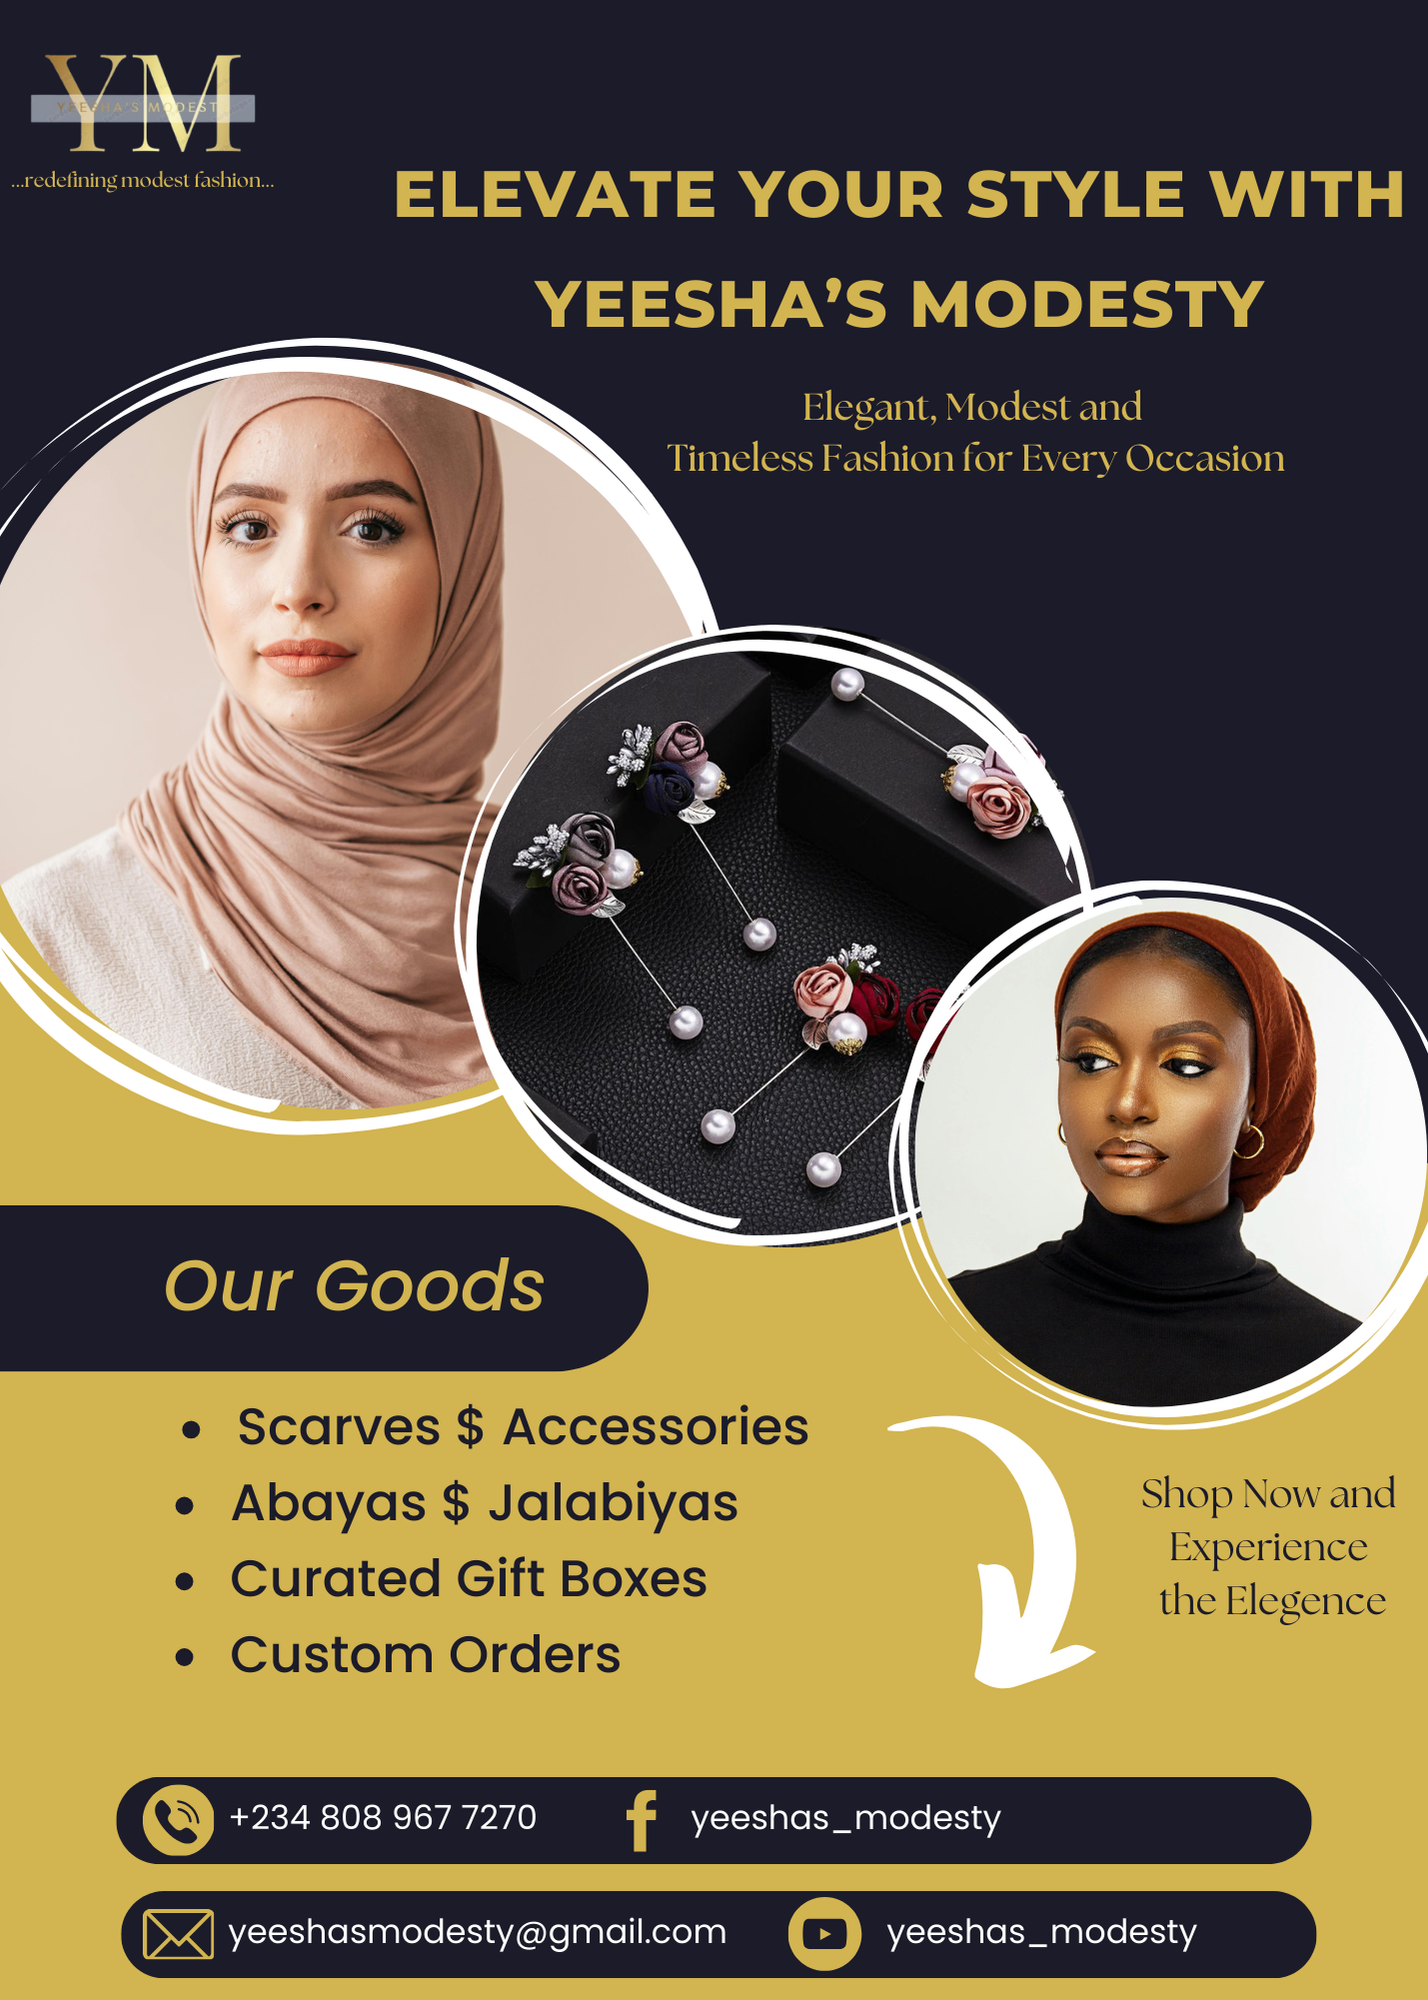 YM
YEESHA'S MODEST
...redefining modest fashion...
ELEVATE YOUR STYLE WITH
YEESHA’S MODESTY
Elegant, Modest and
Timeless Fashion for Every Occasion
Our Goods
• Scarves $ Accessories
• Abayas $ Jalabiyas
• Curated Gift Boxes
• Custom Orders
Shop Now and
Experience
the Elegence
+234 808 967 7270
yeeshas_modesty
yeeshasmodesty@gmail.com
yeeshas_modesty